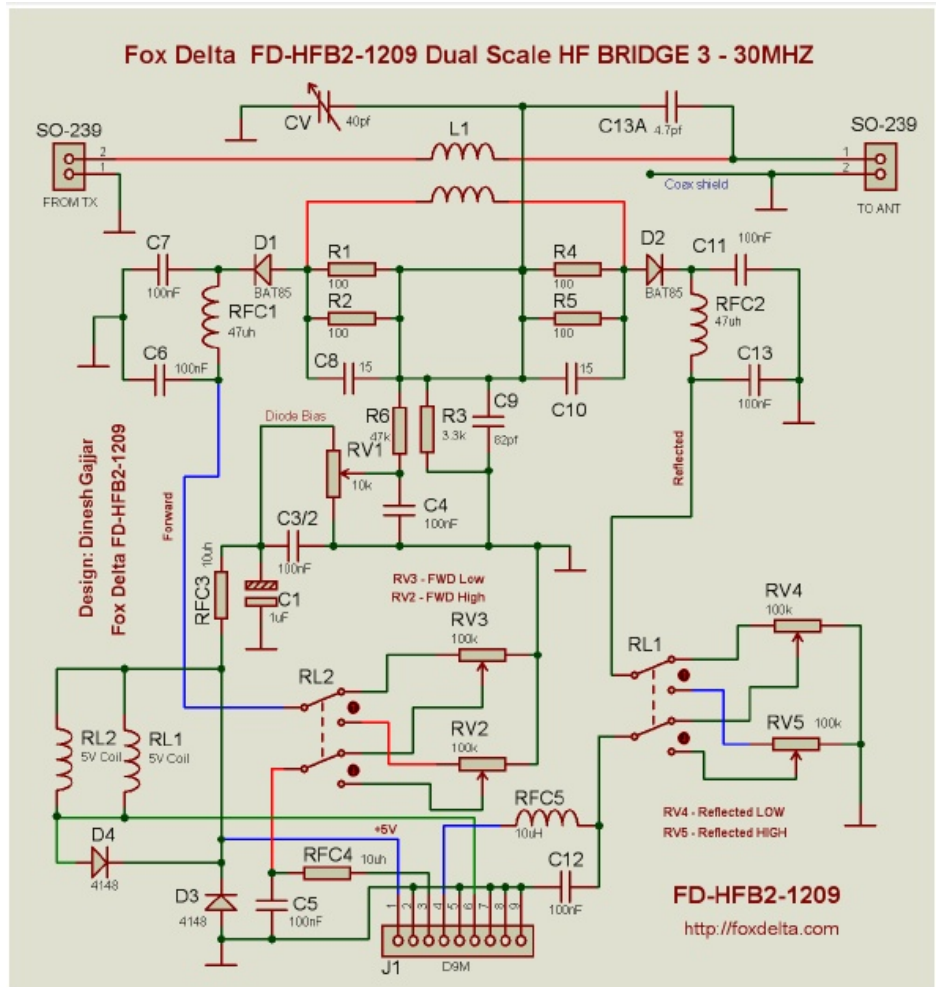 Fox Delta FD-HFB2-1209 Dual Scale HF BRIDGE 3 - 30MHZ
CV
40pf
C13A
4.7pf
SO-239
2
1
FROM TX
L1
SO-239
1
2
TO ANT
Coax shield
C7
100nF
D1
BAT85
R1
100
R4
100
D2
BAT85
C11
100nF
RFC1
47uh
R2
100
R5
100
RFC2
47uh
C6
100nF
C8
15
15
C10
C13
100nF
Diode Bias
R6
47k
R3
3.3k
C9
82pf
RV1
10k
C4
100nF
Forward
Reflected
Design: Dinesh Gajjar
Fox Delta FD-HFB2-1209
C3/2
100nF
10uh
RFC3
C1
1uF
RV3 - FWD Low
RV2 - FWD High
RV3
100k
RV4
100k
RL2
RL1
RV2
100k
RV5
100k
RL2
5V Coil
RL1
5V Coil
RFC5
10uH
RV4 - Reflected LOW
RV5 - Reflected HIGH
+5V
D4
4148
RFC4
10uh
C12
100nF
D3
4148
C5
100nF
1
2
3
4
5
6
7
8
9
J1
D9M
FD-HFB2-1209
http://foxdelta.com